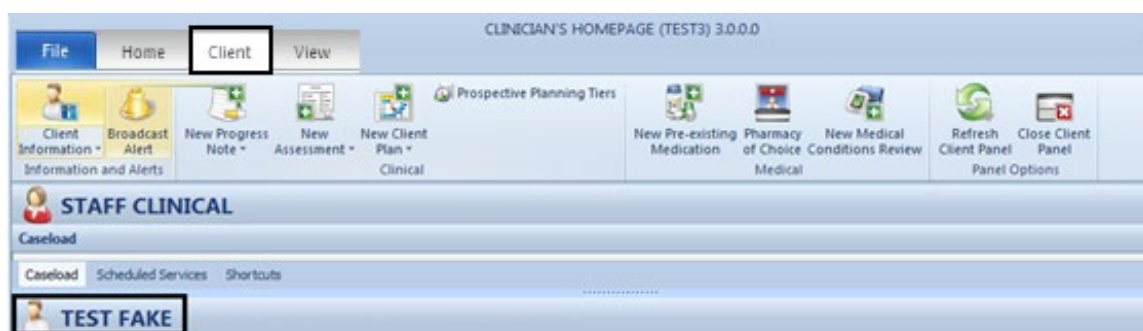 CLINICIAN'S HOMEPAGE (TEST3) 3.0.0.0
File Home Client View
Prospective Planning Tiers
Client Broadcast New Progress New New Client New Pre-existing Pharmacy New Medical Refresh Close Client
Information Alert Note Assessment Plan Medication of Choice Conditions Review Client Panel Panel
Information and Alerts Clinical Medical Panel Options
STAFF CLINICAL
Caseload
Caseload Scheduled Services Shortcuts
TEST FAKE